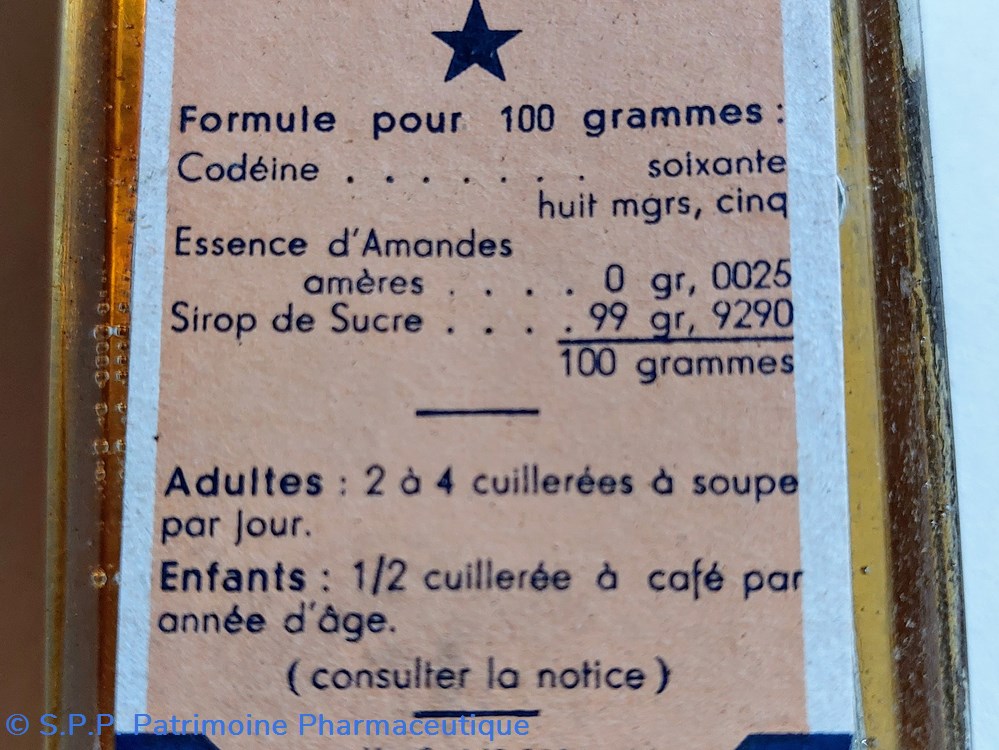 Formule pour 100 grammes :
Codéine . . . . . . . soixante
huit mgrs, cinq
Essence d'Amandes
amères . . . . 0 gr, 0025
Sirop de Sucre . . . . 99 gr, 9290
100 grammes
Adultes : 2 à 4 cuillerées à soupe
par Jour.
Enfants : 1/2 cuillerée à café par
année d'âge.
(consulter la notice)
© S.P.P. Patrimoine Pharmaceutique